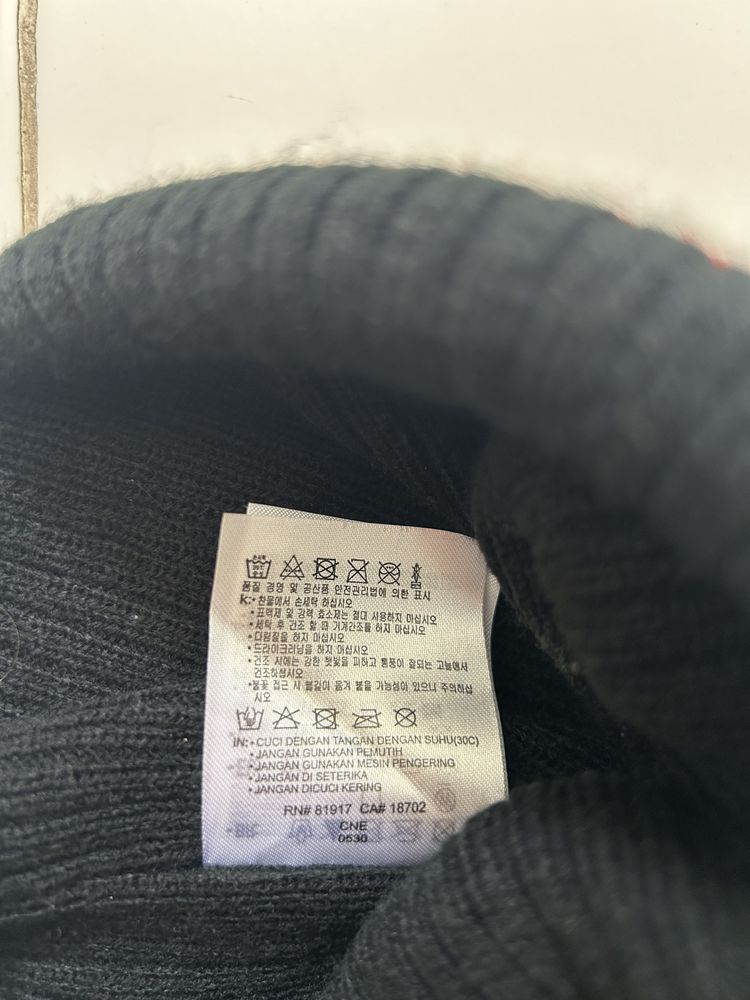 품질 경영 및 공산품 안전관리법에 의한 표시
K:•찬물에서 손세탁 하십시오
•표백제 및 강력 효소제는 절대 사용하지 마십시오
•세탁 후 건조 할 때 기계건조를 하지 마십시오
•다림질을 하지 마십시오
•드라이크리닝을 하지 마십시오
•건조 시에는 강한 햇빛을 피하고 통풍이 잘되는 고능에서
건조하십시오
•불꽃 접근 시 불길이 옮겨 붙을 가능성이 있으니 주의하십
시오
IN:•CUCI DENGAN TANGAN DENGAN SUHU(30C)
•JANGAN GUNAKAN PEMUTIH
•JANGAN GUNAKAN MESIN PENGERING
•JANGAN DI SETERIKA
•JANGAN DICUCI KERING
RN# 81917 CA# 18702
CNE
0530